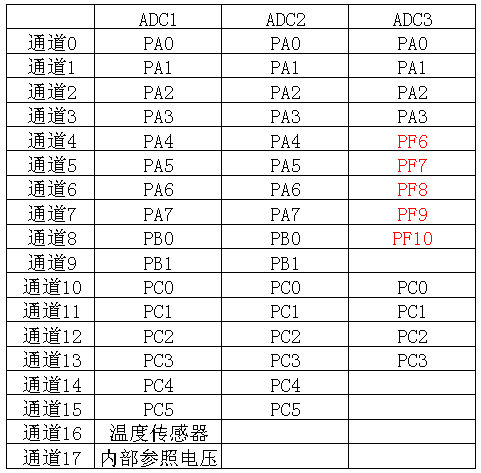 ADC1 ADC2 ADC3
通道0 PA0 PA0 PA0
通道1 PA1 PA1 PA1
通道2 PA2 PA2 PA2
通道3 PA3 PA3 PA3
通道4 PA4 PA4 PF6
通道5 PA5 PA5 PF7
通道6 PA6 PA6 PF8
通道7 PA7 PA7 PF9
通道8 PB0 PB0 PF10
通道9 PB1 PB1
通道10 PC0 PC0 PC0
通道11 PC1 PC1 PC1
通道12 PC2 PC2 PC2
通道13 PC3 PC3 PC3
通道14 PC4 PC4
通道15 PC5 PC5
通道16 温度传感器
通道17 内部参照电压